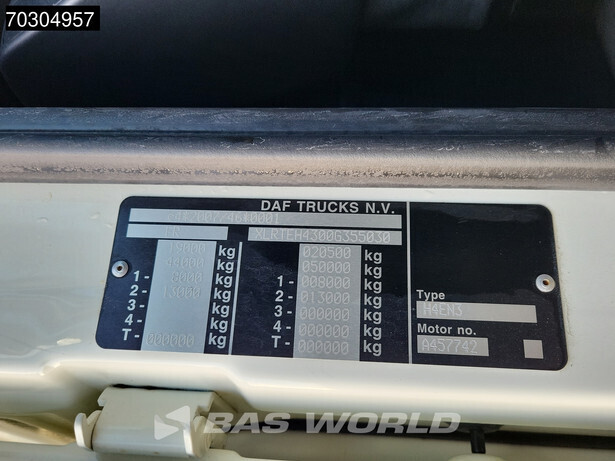 70304957
DAF TRUCKS N.V.
XLRTEH4300G355030
kg 020500 kg
kg 050000 kg
1- 8000 kg 1- 008000 kg
2- 13000 kg 2- 013000 kg
3- kg 3- 000000 kg
4- kg 4- 000000 kg
T- 000000 kg T- 000000 kg
Type
H4EN3
Motor no.
A457742
BAS WORLD